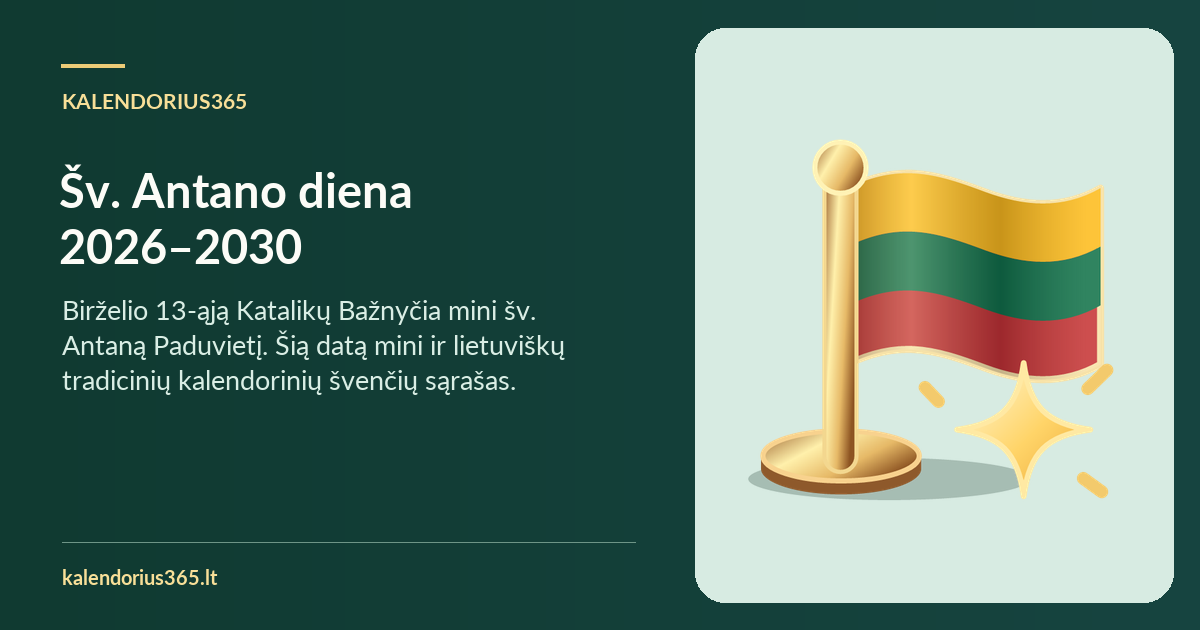 KALENDORIUS365
Šv. Antano diena
2026–2030
Birželio 13-ąją Katalikų Bažnyčia mini šv.
Antaną Paduvietį. Šią datą mini ir lietuviškų
tradicinių kalendorinių švenčių sąrašas.
kalendorius365.lt